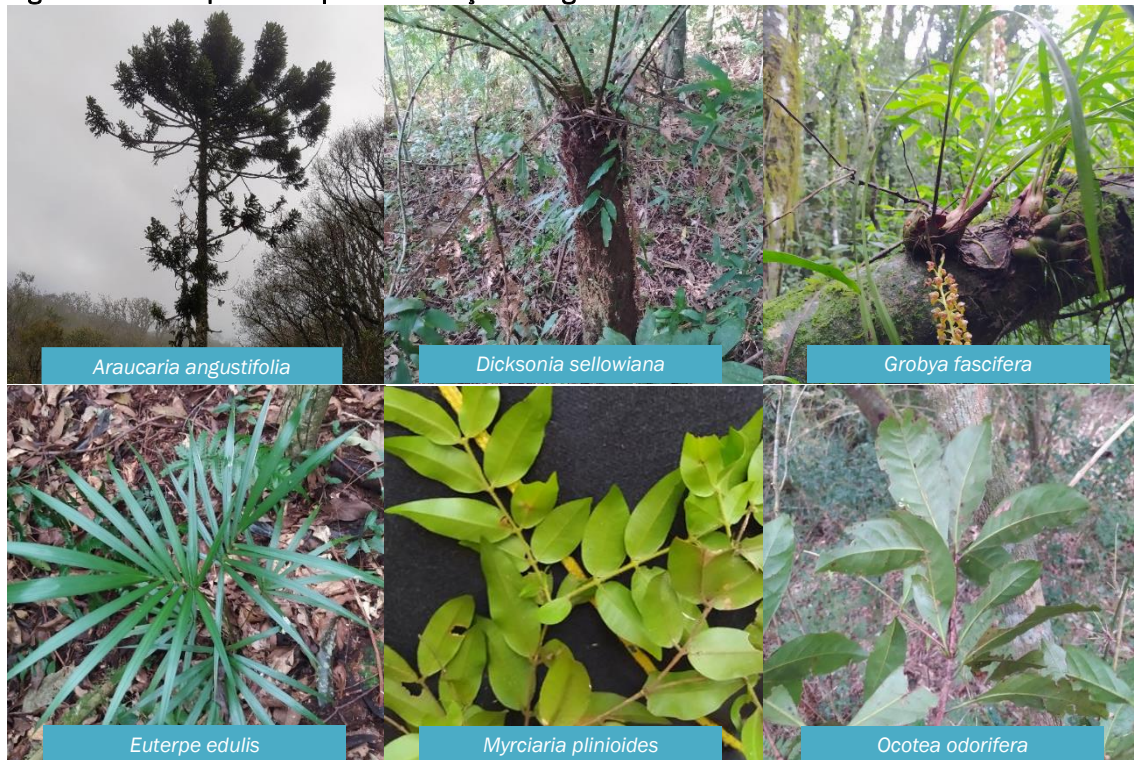 Araucaria angustifolia
Dicksonia sellowiana
Grobya fascifera
Euterpe edulis
Myrciaria plinioides
Ocotea odorifera